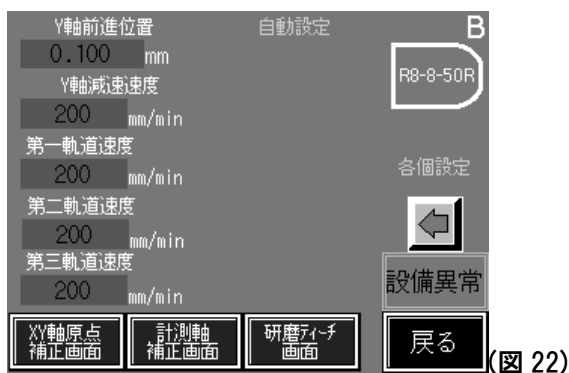 Y軸前進位置
自動設定
B
0.100 mm
R8-8-50R
Y軸減速速度
200 mm/min
第一軌道速度
200 mm/min
各個設定
第二軌道速度
200 mm/min
第三軌道速度
200 mm/min
設備異常
XY軸原点
補正画面
計測軸
補正画面
研磨ティーチ
画面
戻る
(図 22)